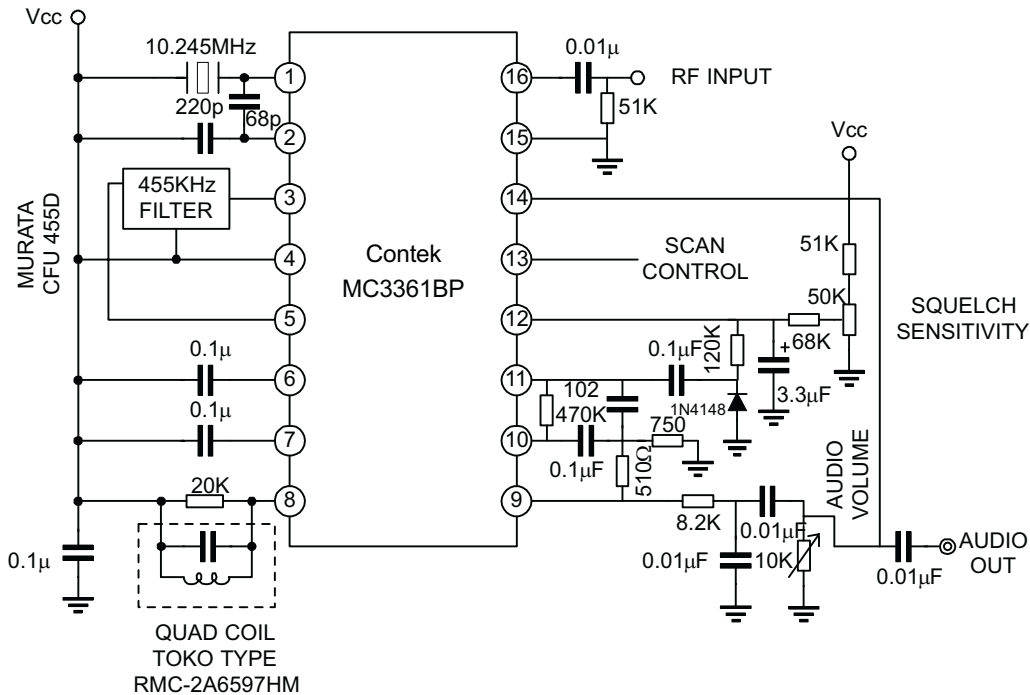 Vcc
10.245MHz
220p
68p
1
2
455KHz
FILTER
3
4
5
MURATA
CFU 455D
0.1μ
6
0.1μ
7
20K
8
0.1μ
QUAD COIL
TOKO TYPE
RMC-2A6597HM
Contek
MC3361BP
16
0.01μ
RF INPUT
51K
15
14
Vcc
13
SCAN
CONTROL
51K
50K
SQUELCH
SENSITIVITY
12
68K
120K
+
3.3μF
0.1μF
11
102
470K
1N4148
10
0.1μF
750
510Ω
9
8.2K
0.01μF
0.01μF
10K
AUDIO
VOLUME
0.01μF
AUDIO
OUT